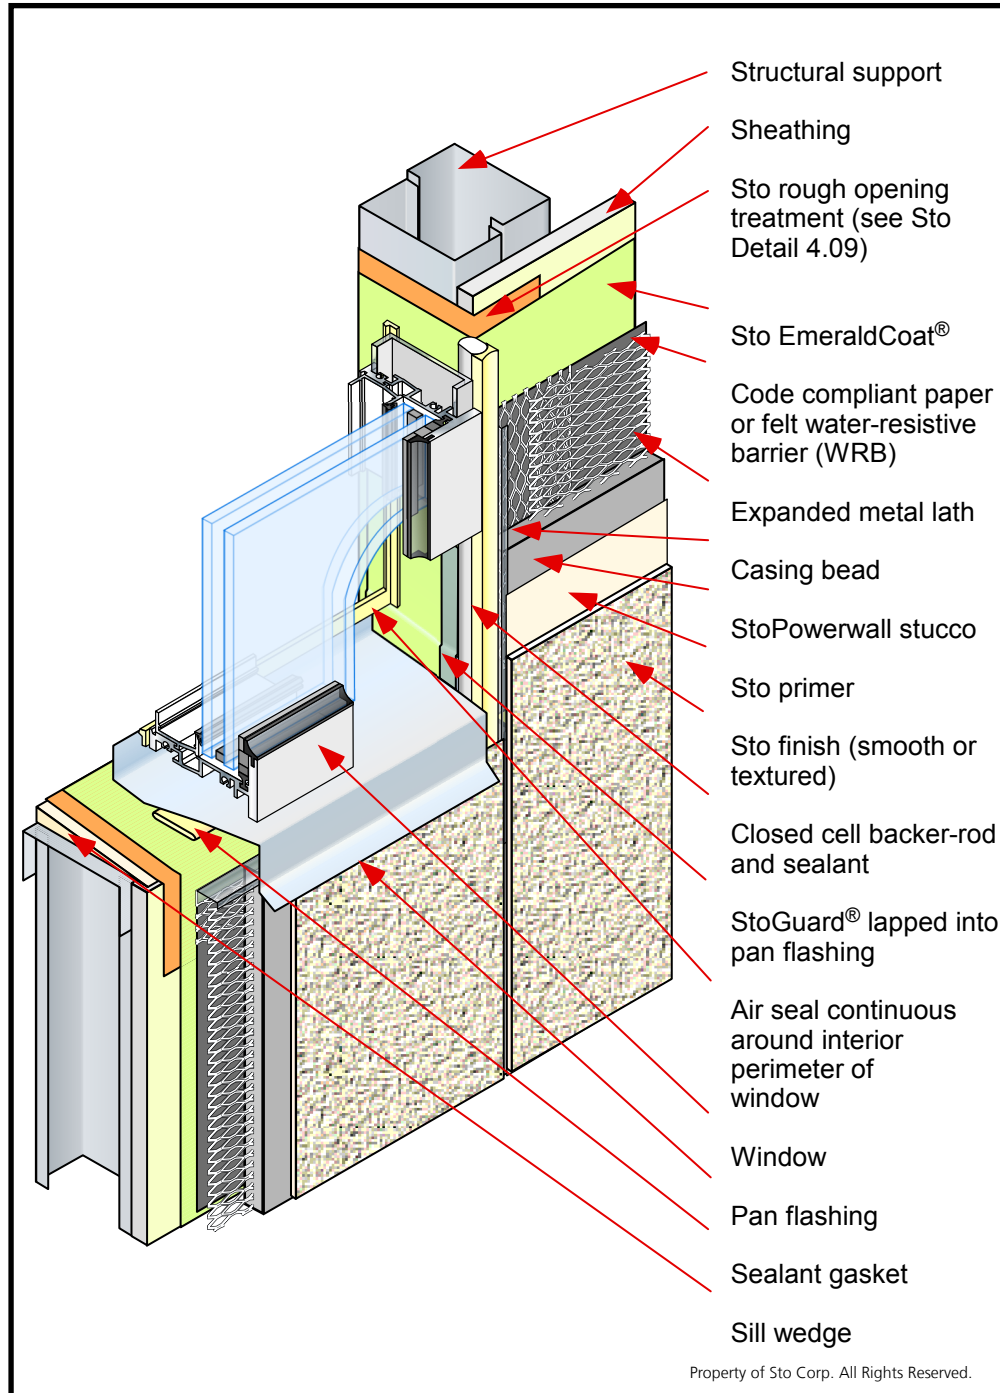 Structural support
Sheathing
Sto rough opening
treatment (see Sto
Detail 4.09)
Sto EmeraldCoat®
Code compliant paper
or felt water-resistive
barrier (WRB)
Expanded metal lath
Casing bead
StoPowerwall stucco
Sto primer
Sto finish (smooth or
textured)
Closed cell backer-rod
and sealant
StoGuard® lapped into
pan flashing
Air seal continuous
around interior
perimeter of
window
Window
Pan flashing
Sealant gasket
Sill wedge
Property of Sto Corp. All Rights Reserved.